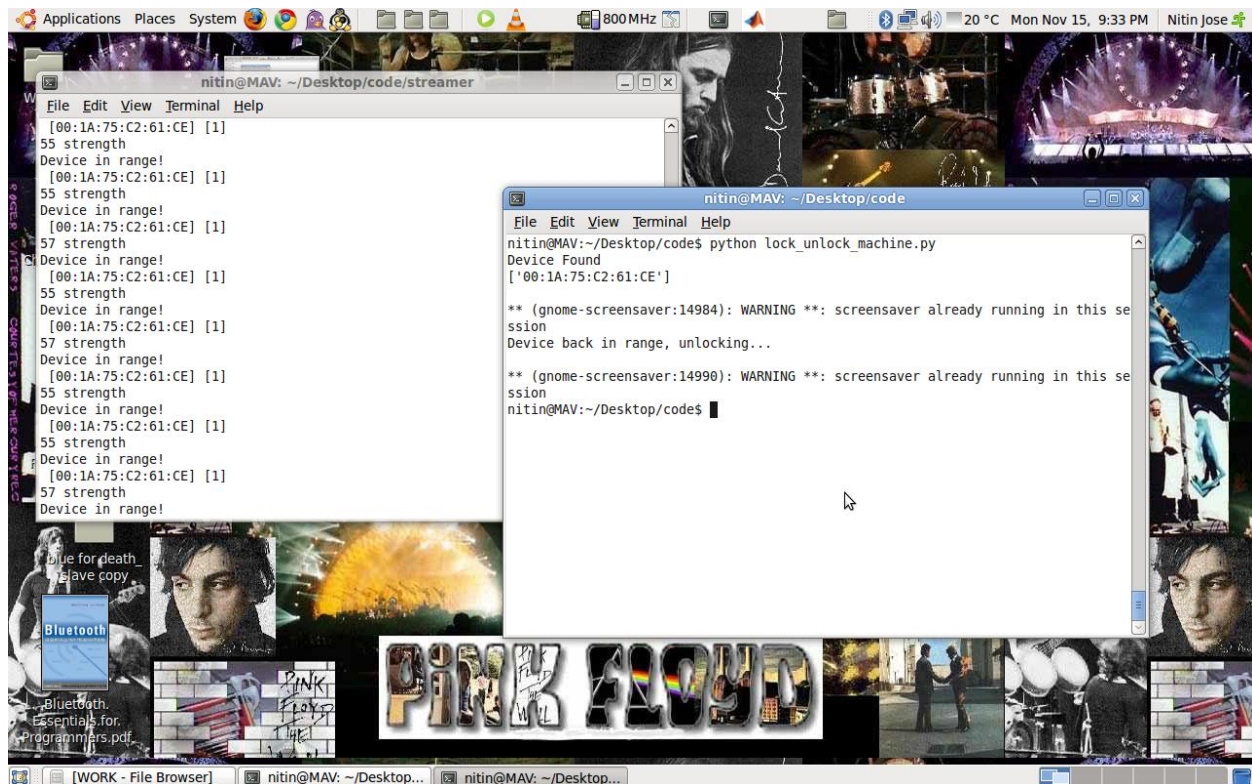 Applications Places System
800 MHz
20 °C Mon Nov 15, 9:33 PM Nitin Jose
nitin@MAV: ~/Desktop/code/streamer
File Edit View Terminal Help
[00:1A:75:C2:61:CE] [1]
55 strength
Device in range!
[00:1A:75:C2:61:CE] [1]
55 strength
Device in range!
[00:1A:75:C2:61:CE] [1]
57 strength
Device in range!
[00:1A:75:C2:61:CE] [1]
55 strength
Device in range!
[00:1A:75:C2:61:CE] [1]
57 strength
Device in range!
[00:1A:75:C2:61:CE] [1]
55 strength
Device in range!
[00:1A:75:C2:61:CE] [1]
55 strength
Device in range!
[00:1A:75:C2:61:CE] [1]
57 strength
Device in range!
nitin@MAV: ~/Desktop/code
File Edit View Terminal Help
nitin@MAV:~/Desktop/code$ python lock_unlock_machine.py
Device Found
['00:1A:75:C2:61:CE']
** (gnome-screensaver:14984): WARNING **: screensaver already running in this se
ssion
Device back in range, unlocking...
** (gnome-screensaver:14990): WARNING **: screensaver already running in this se
ssion
nitin@MAV:~/Desktop/code$
blue for death_
slave copy
Bluetooth
Bluetooth.
Essentials.for.
Programmers.pdf
PINK FLOYD
PINK
FLOYD
THE
[WORK - File Browser]
nitin@MAV: ~/Desktop...
nitin@MAV: ~/Desktop...